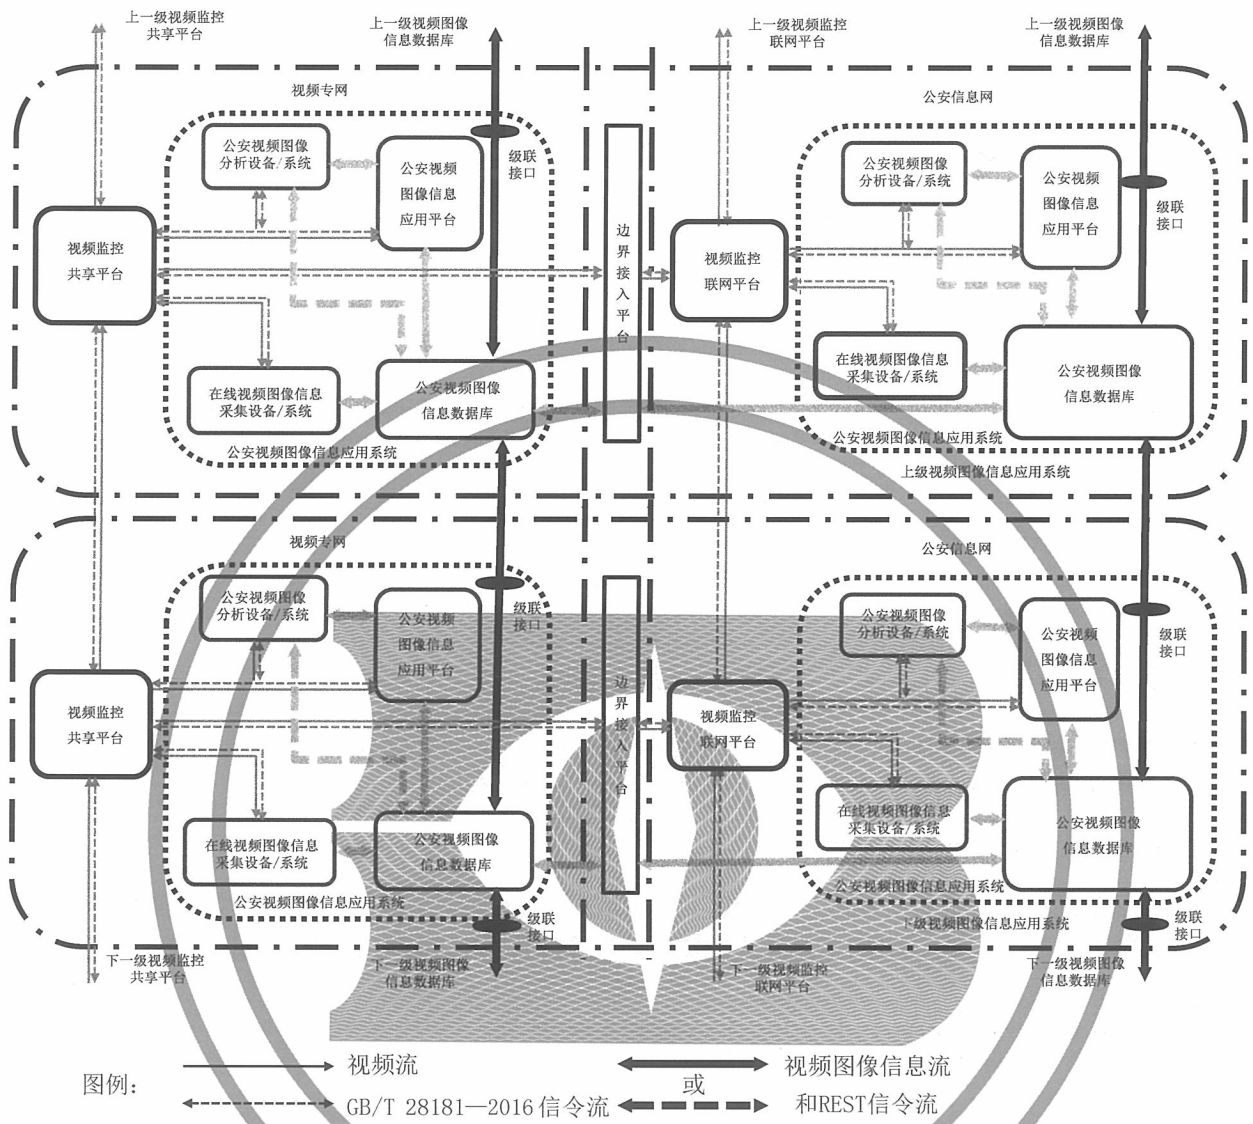 上一级视频监控
共享平台
上一级视频图像
信息数据库
上一级视频监控
联网平台
上一级视频图像
信息数据库
视频专网
公安信息网
公安视频图像
分析设备/系统
公安视频
图像信息
应用平台
级联
接口
视频监控
共享平台
在线视频图像信息
采集设备/系统
公安视频图像
信息数据库
公安视频图像信息应用系统
边界接入平台
公安视频图像
分析设备/系统
公安视频
图像信息
应用平台
级联
接口
视频监控
联网平台
在线视频图像信息
采集设备/系统
公安视频图像
信息数据库
公安视频图像信息应用系统
上级视频图像信息应用系统
视频专网
公安信息网
公安视频图像
分析设备/系统
公安视频
图像信息
应用平台
级联
接口
视频监控
共享平台
在线视频图像信息
采集设备/系统
公安视频图像
信息数据库
公安视频图像信息应用系统
级联
接口
边界接入平台
公安视频图像
分析设备/系统
公安视频
图像信息
应用平台
级联
接口
视频监控
联网平台
在线视频图像信息
采集设备/系统
公安视频图像
信息数据库
公安视频图像信息应用系统
下级视频图像信息应用系统
级联
接口
下一级视频监控
共享平台
下一级视频图像
信息数据库
下一级视频监控
联网平台
下一级视频图像
信息数据库
图例：
视频流
GB/T 28181—2016信令流
或
视频图像信息流
和REST信令流